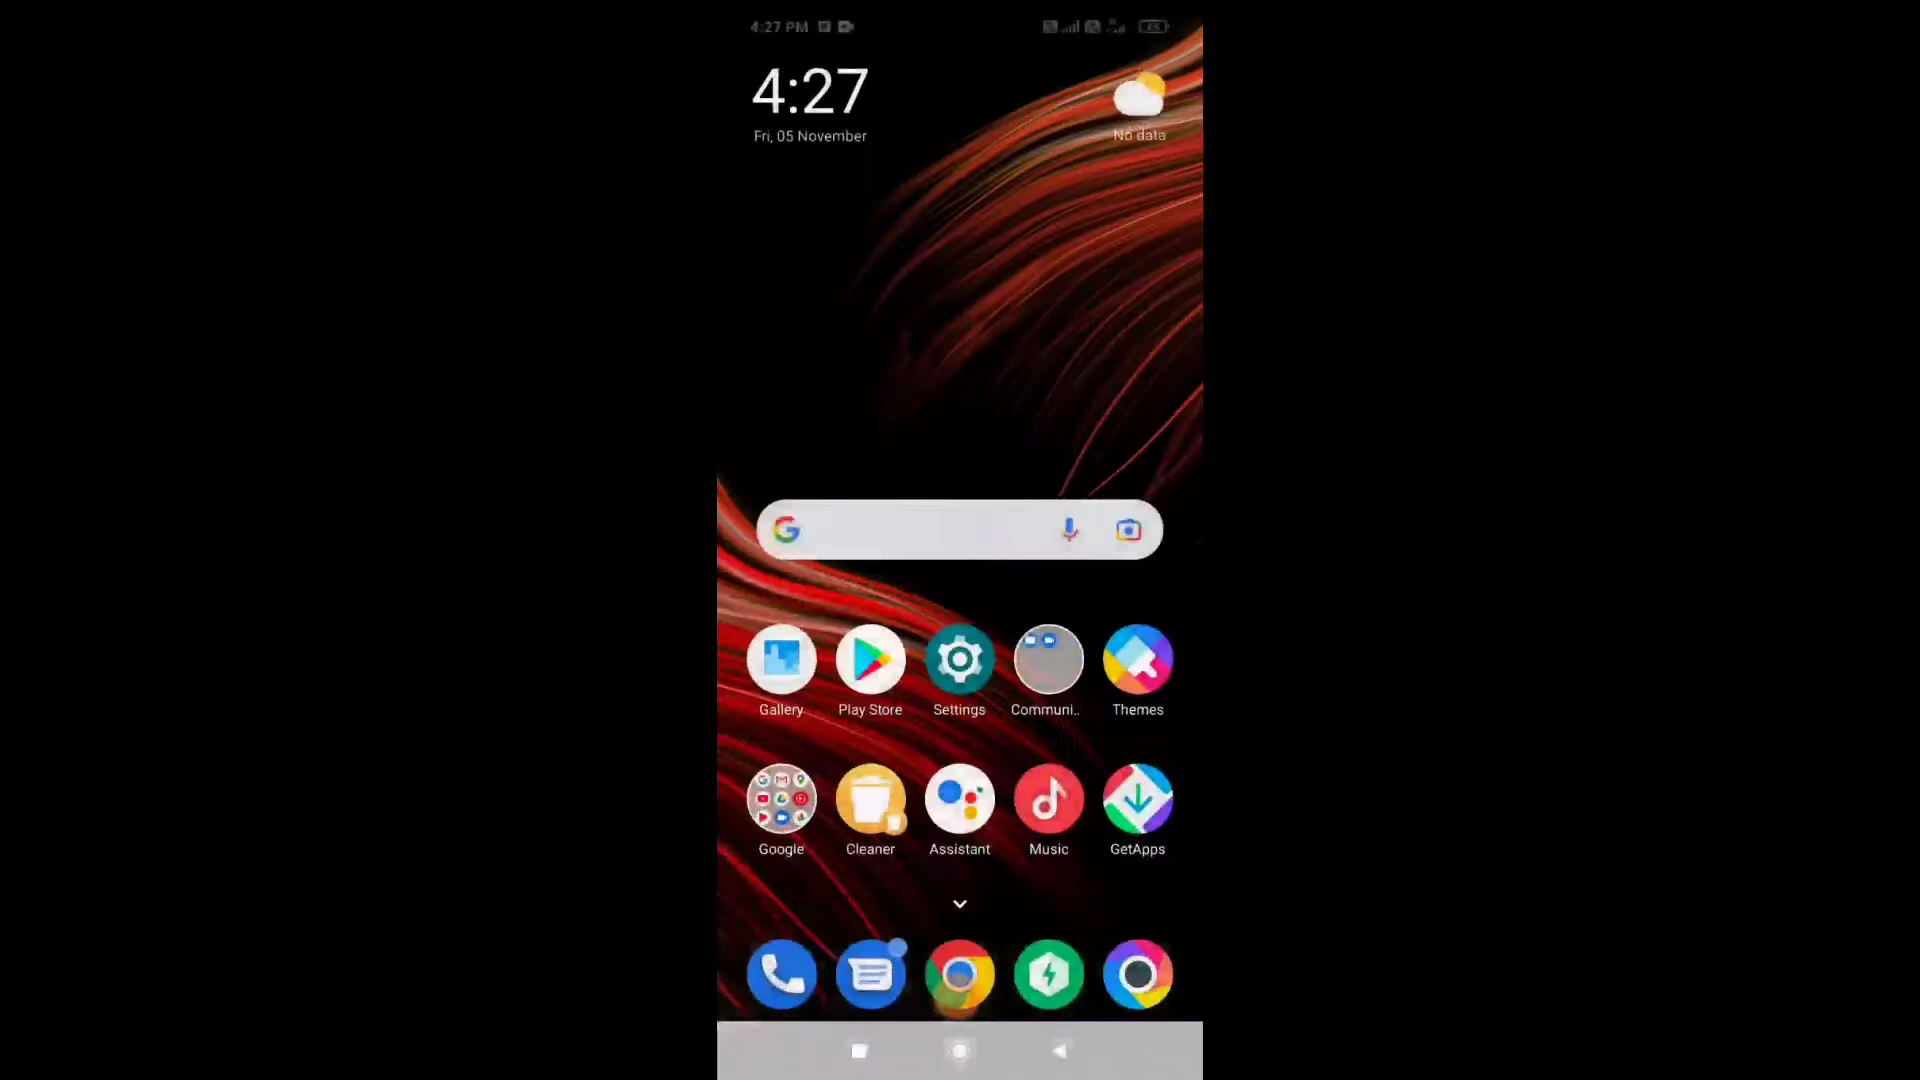 4:27 PM
4:27
Fri, 05 November
No data
Gallery
Play Store
Settings
Communi..
Themes
Google
Cleaner
Assistant
Music
GetApps